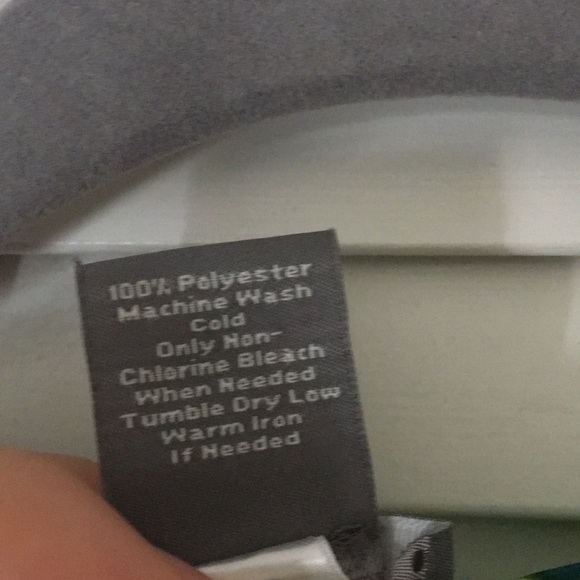 100% Polyester
Machine Wash
Cold
Only Non-
Chlorine Bleach
When Needed
Tumble Dry Low
Warm Iron
If Needed